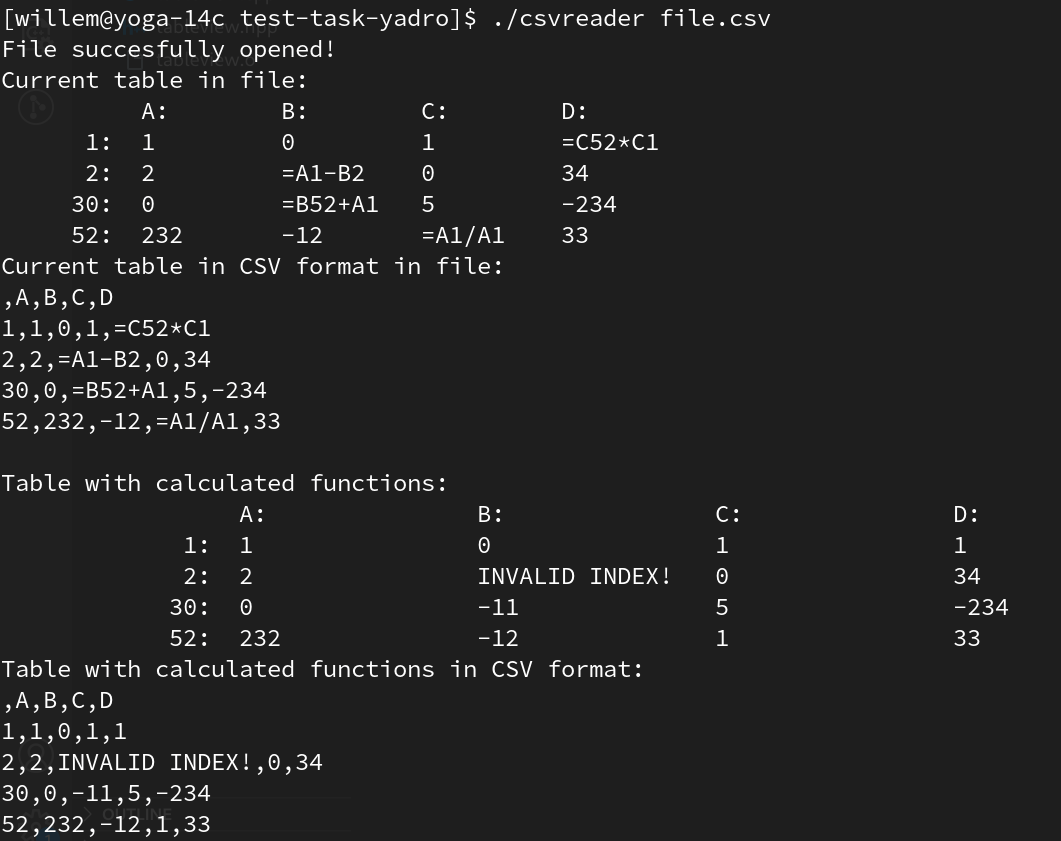 [willem@yoga-14c test-task-yadro]$ ./csvreader file.csv
tableview.hpp
File succesfully opened!
tableview.o
Current table in file:
A: B: C: D:
1: 1 0 1 =C52*C1
2: 2 =A1-B2 0 34
30: 0 =B52+A1 5 -234
52: 232 -12 =A1/A1 33
Current table in CSV format in file:
,A,B,C,D
1,1,0,1,=C52*C1
2,2,=A1-B2,0,34
30,0,=B52+A1,5,-234
52,232,-12,=A1/A1,33
Table with calculated functions:
A: B: C: D:
1: 1 0 1 1
2: 2 INVALID INDEX! 0 34
30: 0 -11 5 -234
52: 232 -12 1 33
Table with calculated functions in CSV format:
,A,B,C,D
1,1,0,1,1
2,2,INVALID INDEX!,0,34
30,0,-11,5,-234
OUTLINE
52,232,-12,1,33